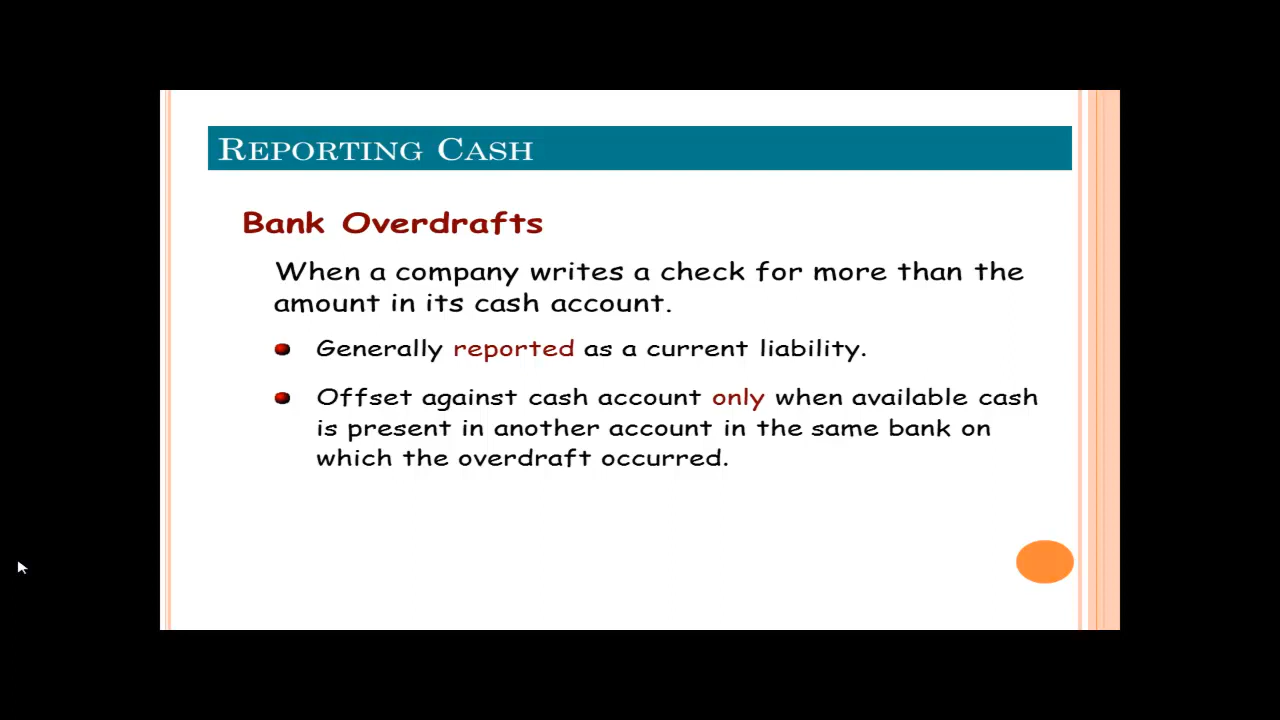 Reporting Cash
Bank Overdrafts
When a company writes a check for more than the
amount in its cash account.
Generally reported as a current liability.
Offset against cash account only when available cash
is present in another account in the same bank on
which the overdraft occurred.